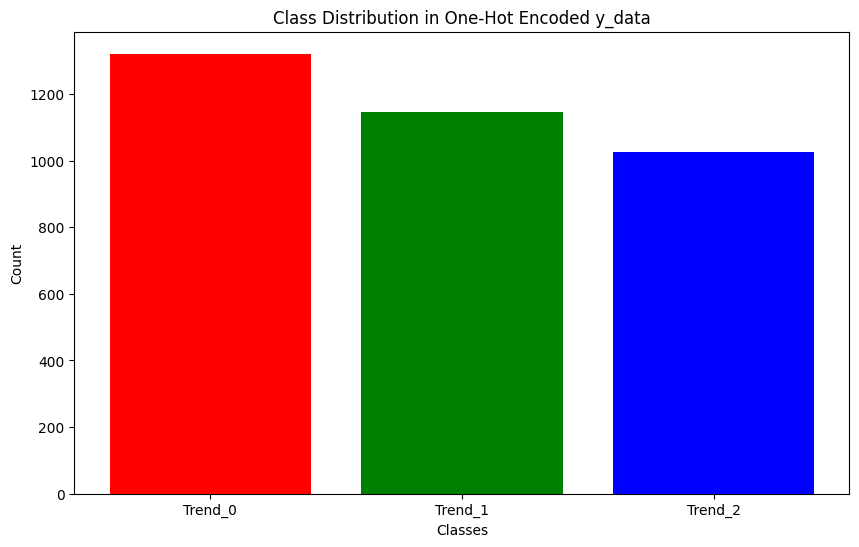 Class Distribution in One-Hot Encoded y_data
Count
1200
1000
800
600
400
200
0
Trend_0 Trend_1 Trend_2
Classes